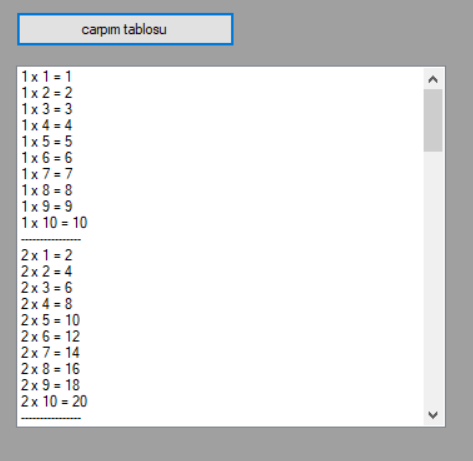 carpım tablosu
1 x 1 = 1
1 x 2 = 2
1 x 3 = 3
1 x 4 = 4
1 x 5 = 5
1 x 6 = 6
1 x 7 = 7
1 x 8 = 8
1 x 9 = 9
1 x 10 = 10
----------------
2 x 1 = 2
2 x 2 = 4
2 x 3 = 6
2 x 4 = 8
2 x 5 = 10
2 x 6 = 12
2 x 7 = 14
2 x 8 = 16
2 x 9 = 18
2 x 10 = 20
----------------